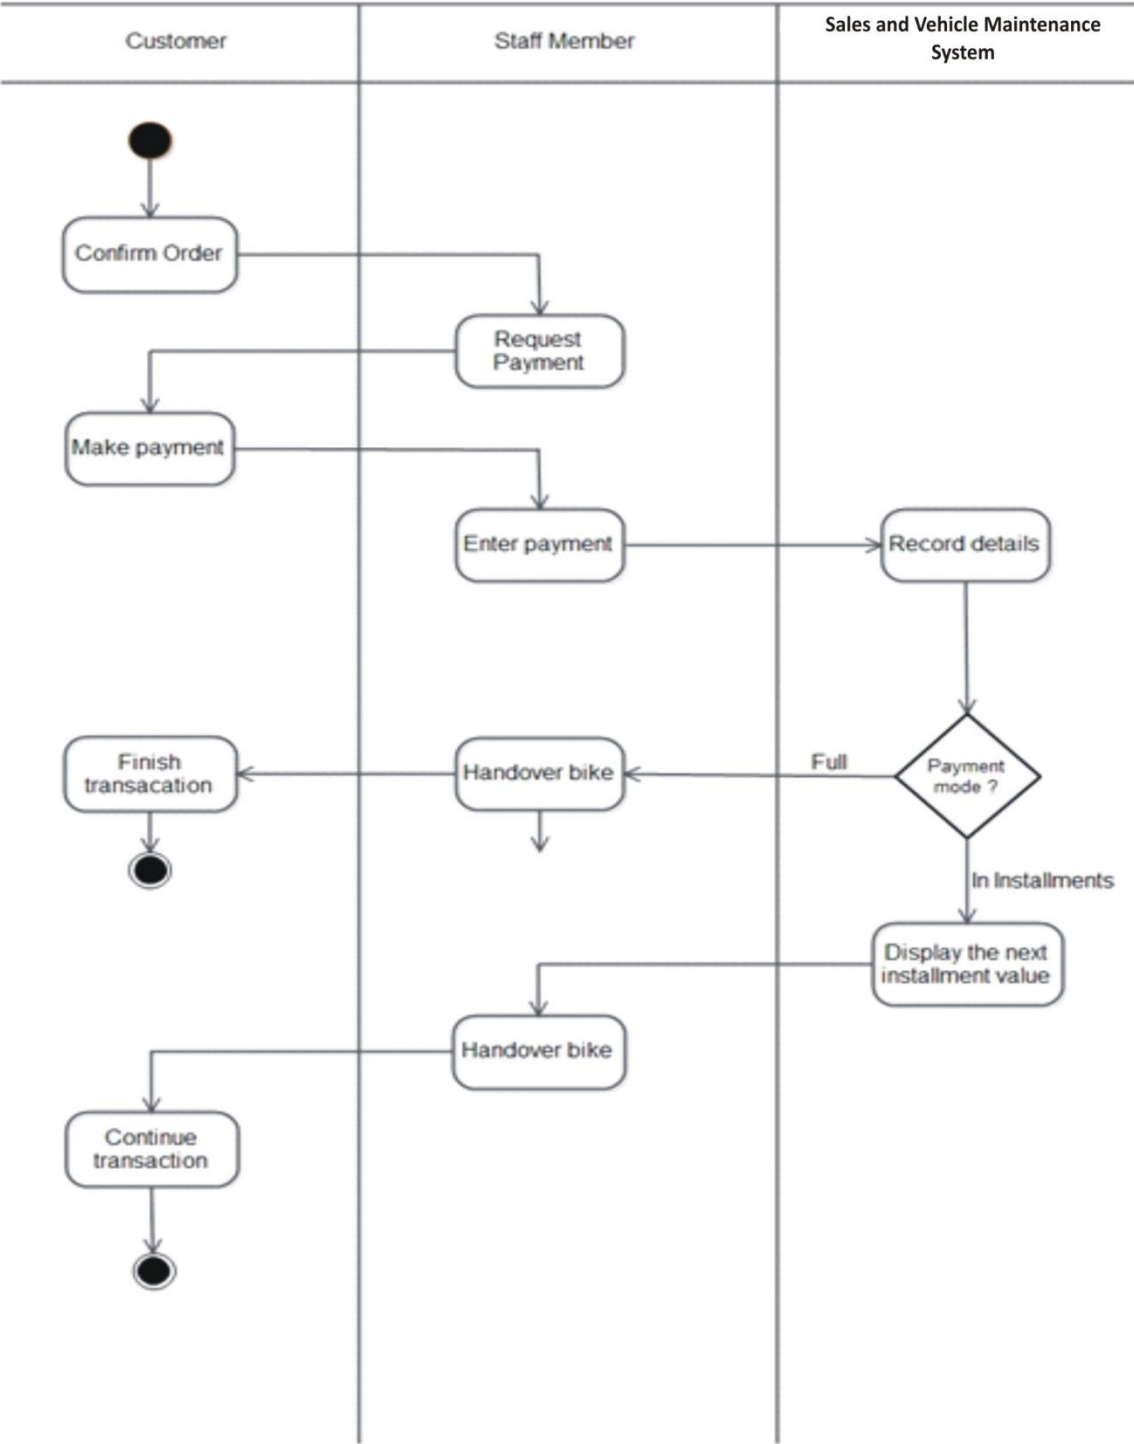 Customer
Staff Member
Sales and Vehicle Maintenance
System
Confirm Order
Request
Payment
Make payment
Enter payment
Record details
Finish
transacation
Handover bike
Full
Payment
mode ?
In Installments
Display the next
installment value
Handover bike
Continue
transaction